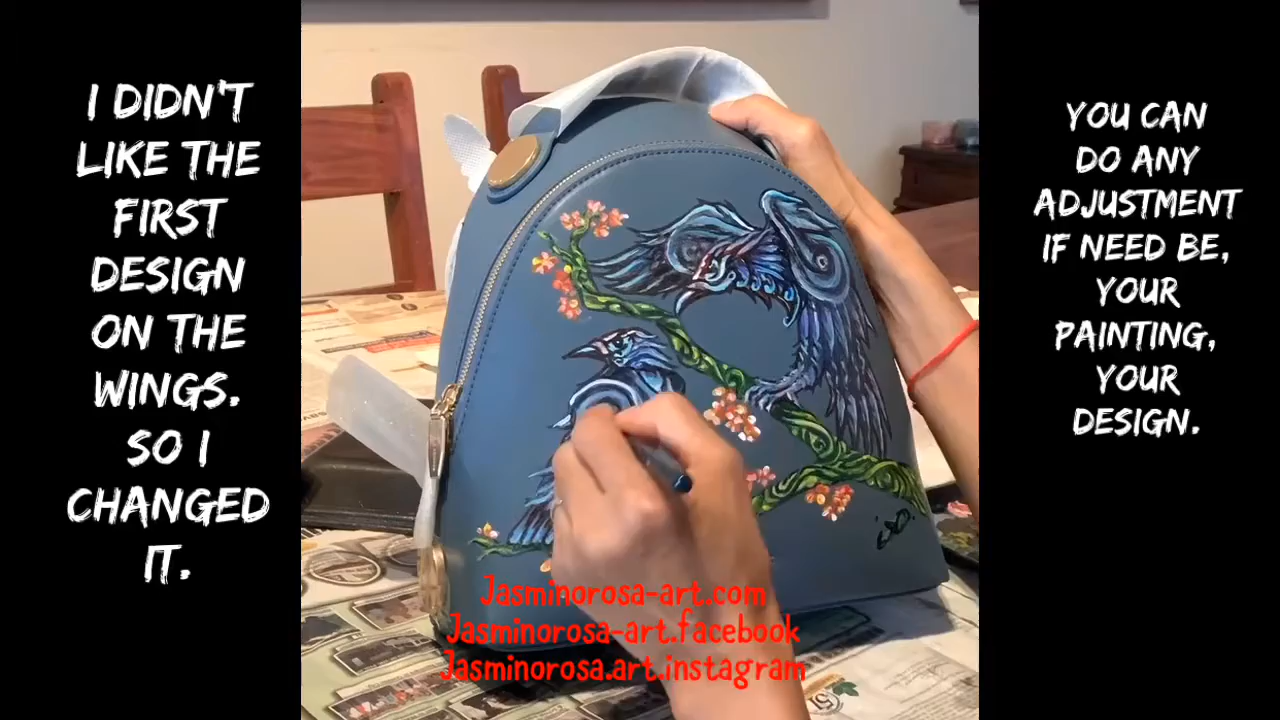 I DIDN'T
LIKE THE
FIRST
DESIGN
ON THE
WINGS.
SO I
CHANGED
IT.
YOU CAN
DO ANY
ADJUSTMENT
IF NEED BE,
YOUR
PAINTING,
YOUR
DESIGN.
Jasminorosa-art.com
Jasminorosa-art.facebook
Jasminorosa.art.instagram